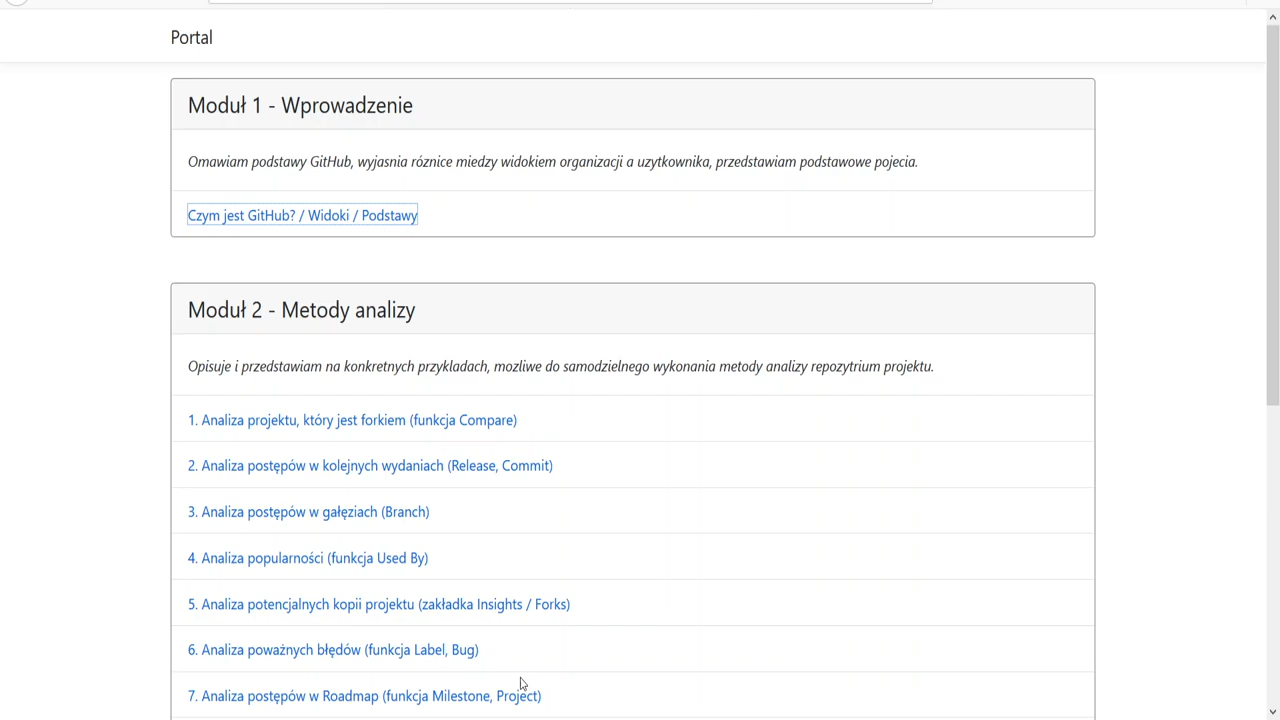 Portal
Moduł 1 - Wprowadzenie
Omawiam podstawy GitHub, wyjasnia róznice miedzy widokiem organizacji a uzytkownika, przedstawiam podstawowe pojecia.
Czym jest GitHub? / Widoki / Podstawy
Moduł 2 - Metody analizy
Opisuje i przedstawiam na konkretnych przykladach, mozliwe do samodzielnego wykonania metody analizy repozytrium projektu.
1. Analiza projektu, który jest forkiem (funkcja Compare)
2. Analiza postępów w kolejnych wydaniach (Release, Commit)
3. Analiza postępów w gałęziach (Branch)
4. Analiza popularności (funkcja Used By)
5. Analiza potencjalnych kopii projektu (zakładka Insights / Forks)
6. Analiza poważnych błędów (funkcja Label, Bug)
7. Analiza postępów w Roadmap (funkcja Milestone, Project)